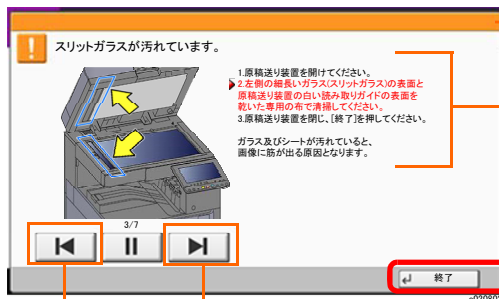 スリットガラスが汚れています。
1.原稿送り装置を開けてください。
2.左側の細長いガラス(スリットガラス)の表面と
原稿送り装置の白い読み取りガイドの表面を
乾いた専用の布で清掃してください。
3.原稿送り装置を閉じ、[終了]を押してください。
ガラス及びシートが汚れていると、
画像に筋が出る原因となります。
3/7
終了